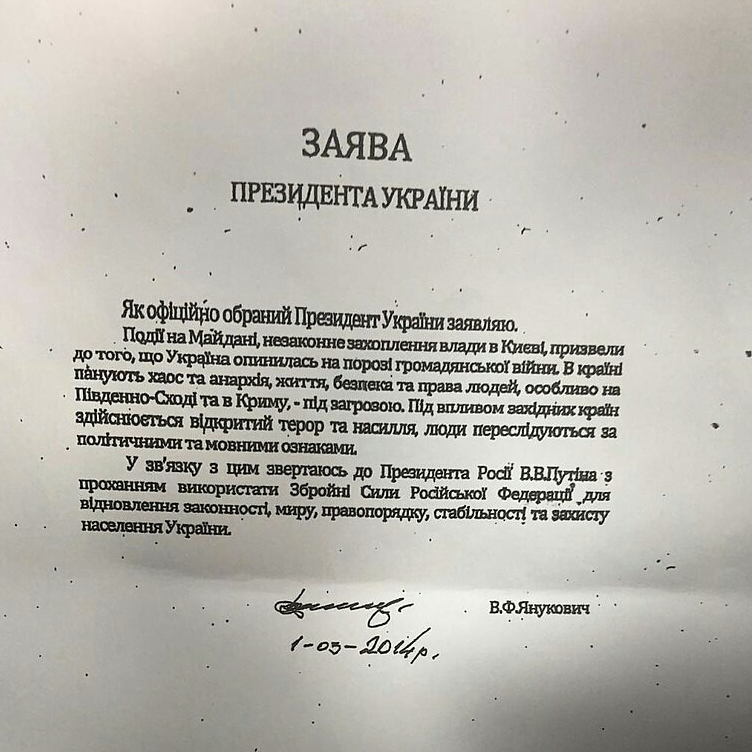 ЗАЯВА
ПРЕЗИДЕНТА УКРАЇНИ
Як офіційно обраний Президент України заявляю.
Події на Майдані, незаконне захоплення влади в Києві, призвели
до того, що Україна опинилась на порозі громадянської війни. В країні
панують хаос та анархія, життя, безпека та права людей, особливо на
Південно-Сході та в Криму, - під загрозою. Під впливом західних країн
здійснюється відкритий терор та насилля, люди переслідуються за
політичними та мовними ознаками.
У зв'язку з цим звертаюсь до Президента Росії В.В.Путіна з
проханням використати Збройні Сили Російської Федерації для
відновлення законності, миру, правопорядку, стабільності та захисту
населення України.
В.Ф.Янукович
1-03-2014р.